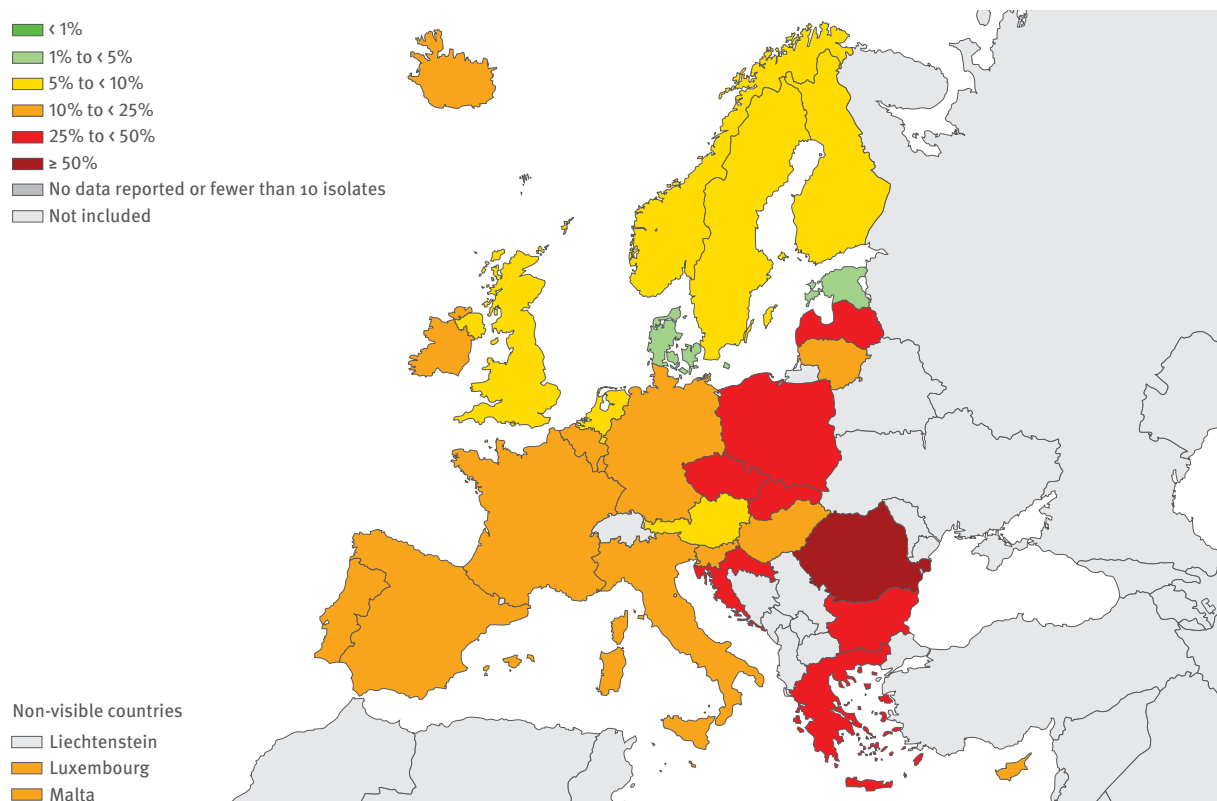 < 1%
1% to < 5%
5% to < 10%
10% to < 25%
25% to < 50%
≥ 50%
No data reported or fewer than 10 isolates
Not included
Non-visible countries
Liechtenstein
Luxembourg
Malta